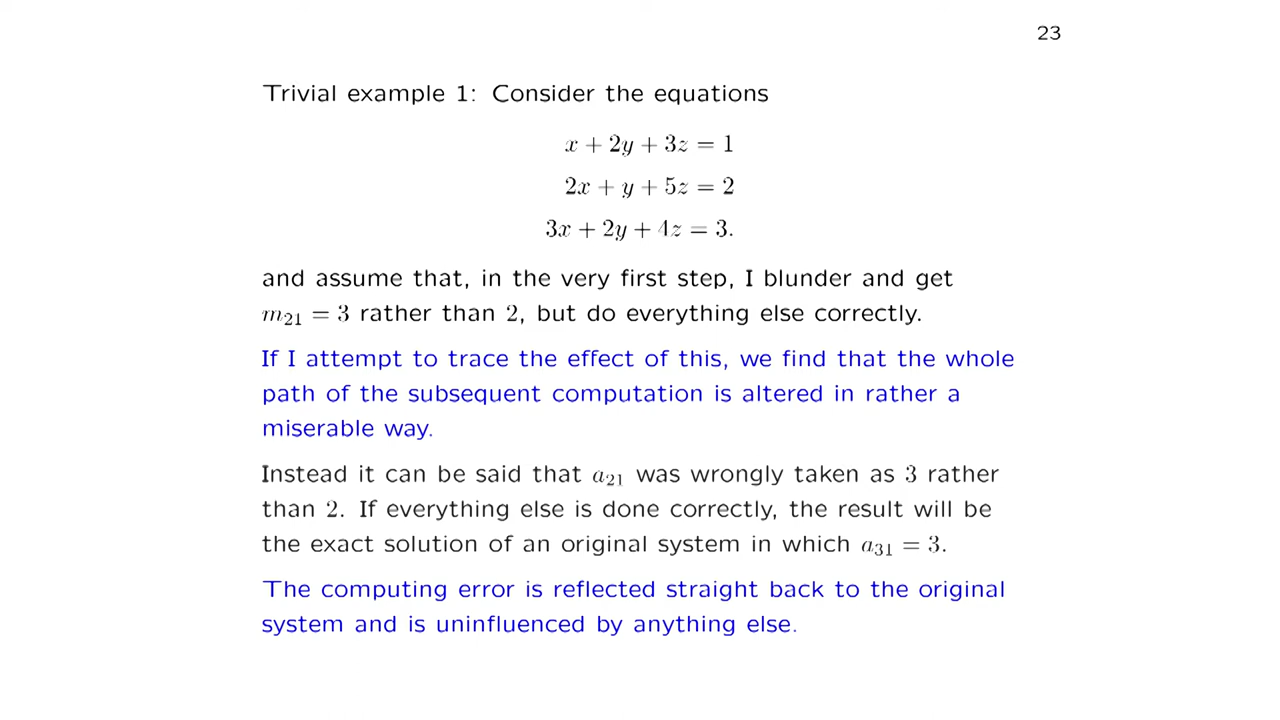 23
Trivial example 1: Consider the equations
x + 2y + 3z = 1
2x + y + 5z = 2
3x + 2y + 4z = 3.
and assume that, in the very first step, I blunder and get
m₂₁ = 3 rather than 2, but do everything else correctly.
If I attempt to trace the effect of this, we find that the whole
path of the subsequent computation is altered in rather a
miserable way.
Instead it can be said that a₂₁ was wrongly taken as 3 rather
than 2. If everything else is done correctly, the result will be
the exact solution of an original system in which a₃₁ = 3.
The computing error is reflected straight back to the original
system and is uninfluenced by anything else.